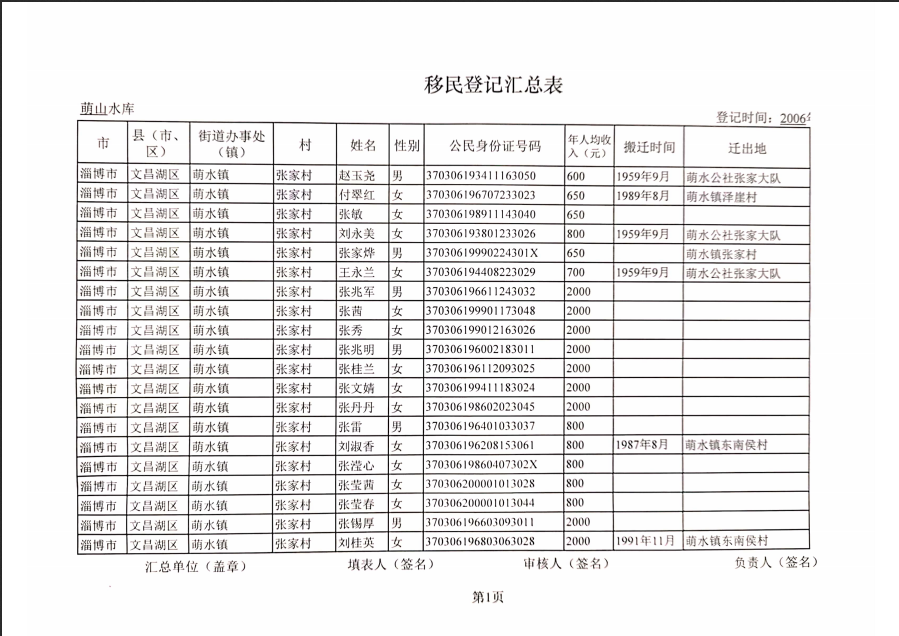 移民登记汇总表
萌山水库
登记时间：2006年
市 县（市、区） 街道办事处（镇） 村 姓名 性别 公民身份证号码 年人均收入（元） 搬迁时间 迁出地
淄博市 文昌湖区 萌水镇 张家村 赵玉尧 男 370306193411163050 600 1959年9月 萌水公社张家大队
淄博市 文昌湖区 萌水镇 张家村 付翠红 女 370306196707233023 650 1989年8月 萌水镇泽崖村
淄博市 文昌湖区 萌水镇 张家村 张敏 女 370306198911143040 650
淄博市 文昌湖区 萌水镇 张家村 刘永美 女 370306193801233026 800 1959年9月 萌水公社张家大队
淄博市 文昌湖区 萌水镇 张家村 张家烨 男 37030619990224301X 650 萌水镇张家村
淄博市 文昌湖区 萌水镇 张家村 王永兰 女 370306194408223029 700 1959年9月 萌水公社张家大队
淄博市 文昌湖区 萌水镇 张家村 张兆军 男 370306196611243032 2000
淄博市 文昌湖区 萌水镇 张家村 张茜 女 370306199901173048 2000
淄博市 文昌湖区 萌水镇 张家村 张秀 女 370306199012163026 2000
淄博市 文昌湖区 萌水镇 张家村 张兆明 男 370306196002183011 2000
淄博市 文昌湖区 萌水镇 张家村 张桂兰 女 370306196112093025 2000
淄博市 文昌湖区 萌水镇 张家村 张文婧 女 370306199411183024 2000
淄博市 文昌湖区 萌水镇 张家村 张丹丹 女 370306198602023045 2000
淄博市 文昌湖区 萌水镇 张家村 张雷 男 370306196401033037 800
淄博市 文昌湖区 萌水镇 张家村 刘淑香 女 370306196208153061 800 1987年8月 萌水镇东南侯村
淄博市 文昌湖区 萌水镇 张家村 张滢心 女 37030619860407302X 800
淄博市 文昌湖区 萌水镇 张家村 张莹茜 女 370306200001013028 800
淄博市 文昌湖区 萌水镇 张家村 张莹春 女 370306200001013044 800
淄博市 文昌湖区 萌水镇 张家村 张锡厚 男 370306196603093011 2000
淄博市 文昌湖区 萌水镇 张家村 刘桂英 女 370306196803063028 2000 1991年11月 萌水镇东南侯村
汇总单位（盖章） 填表人（签名） 审核人（签名） 负责人（签名）
第1页